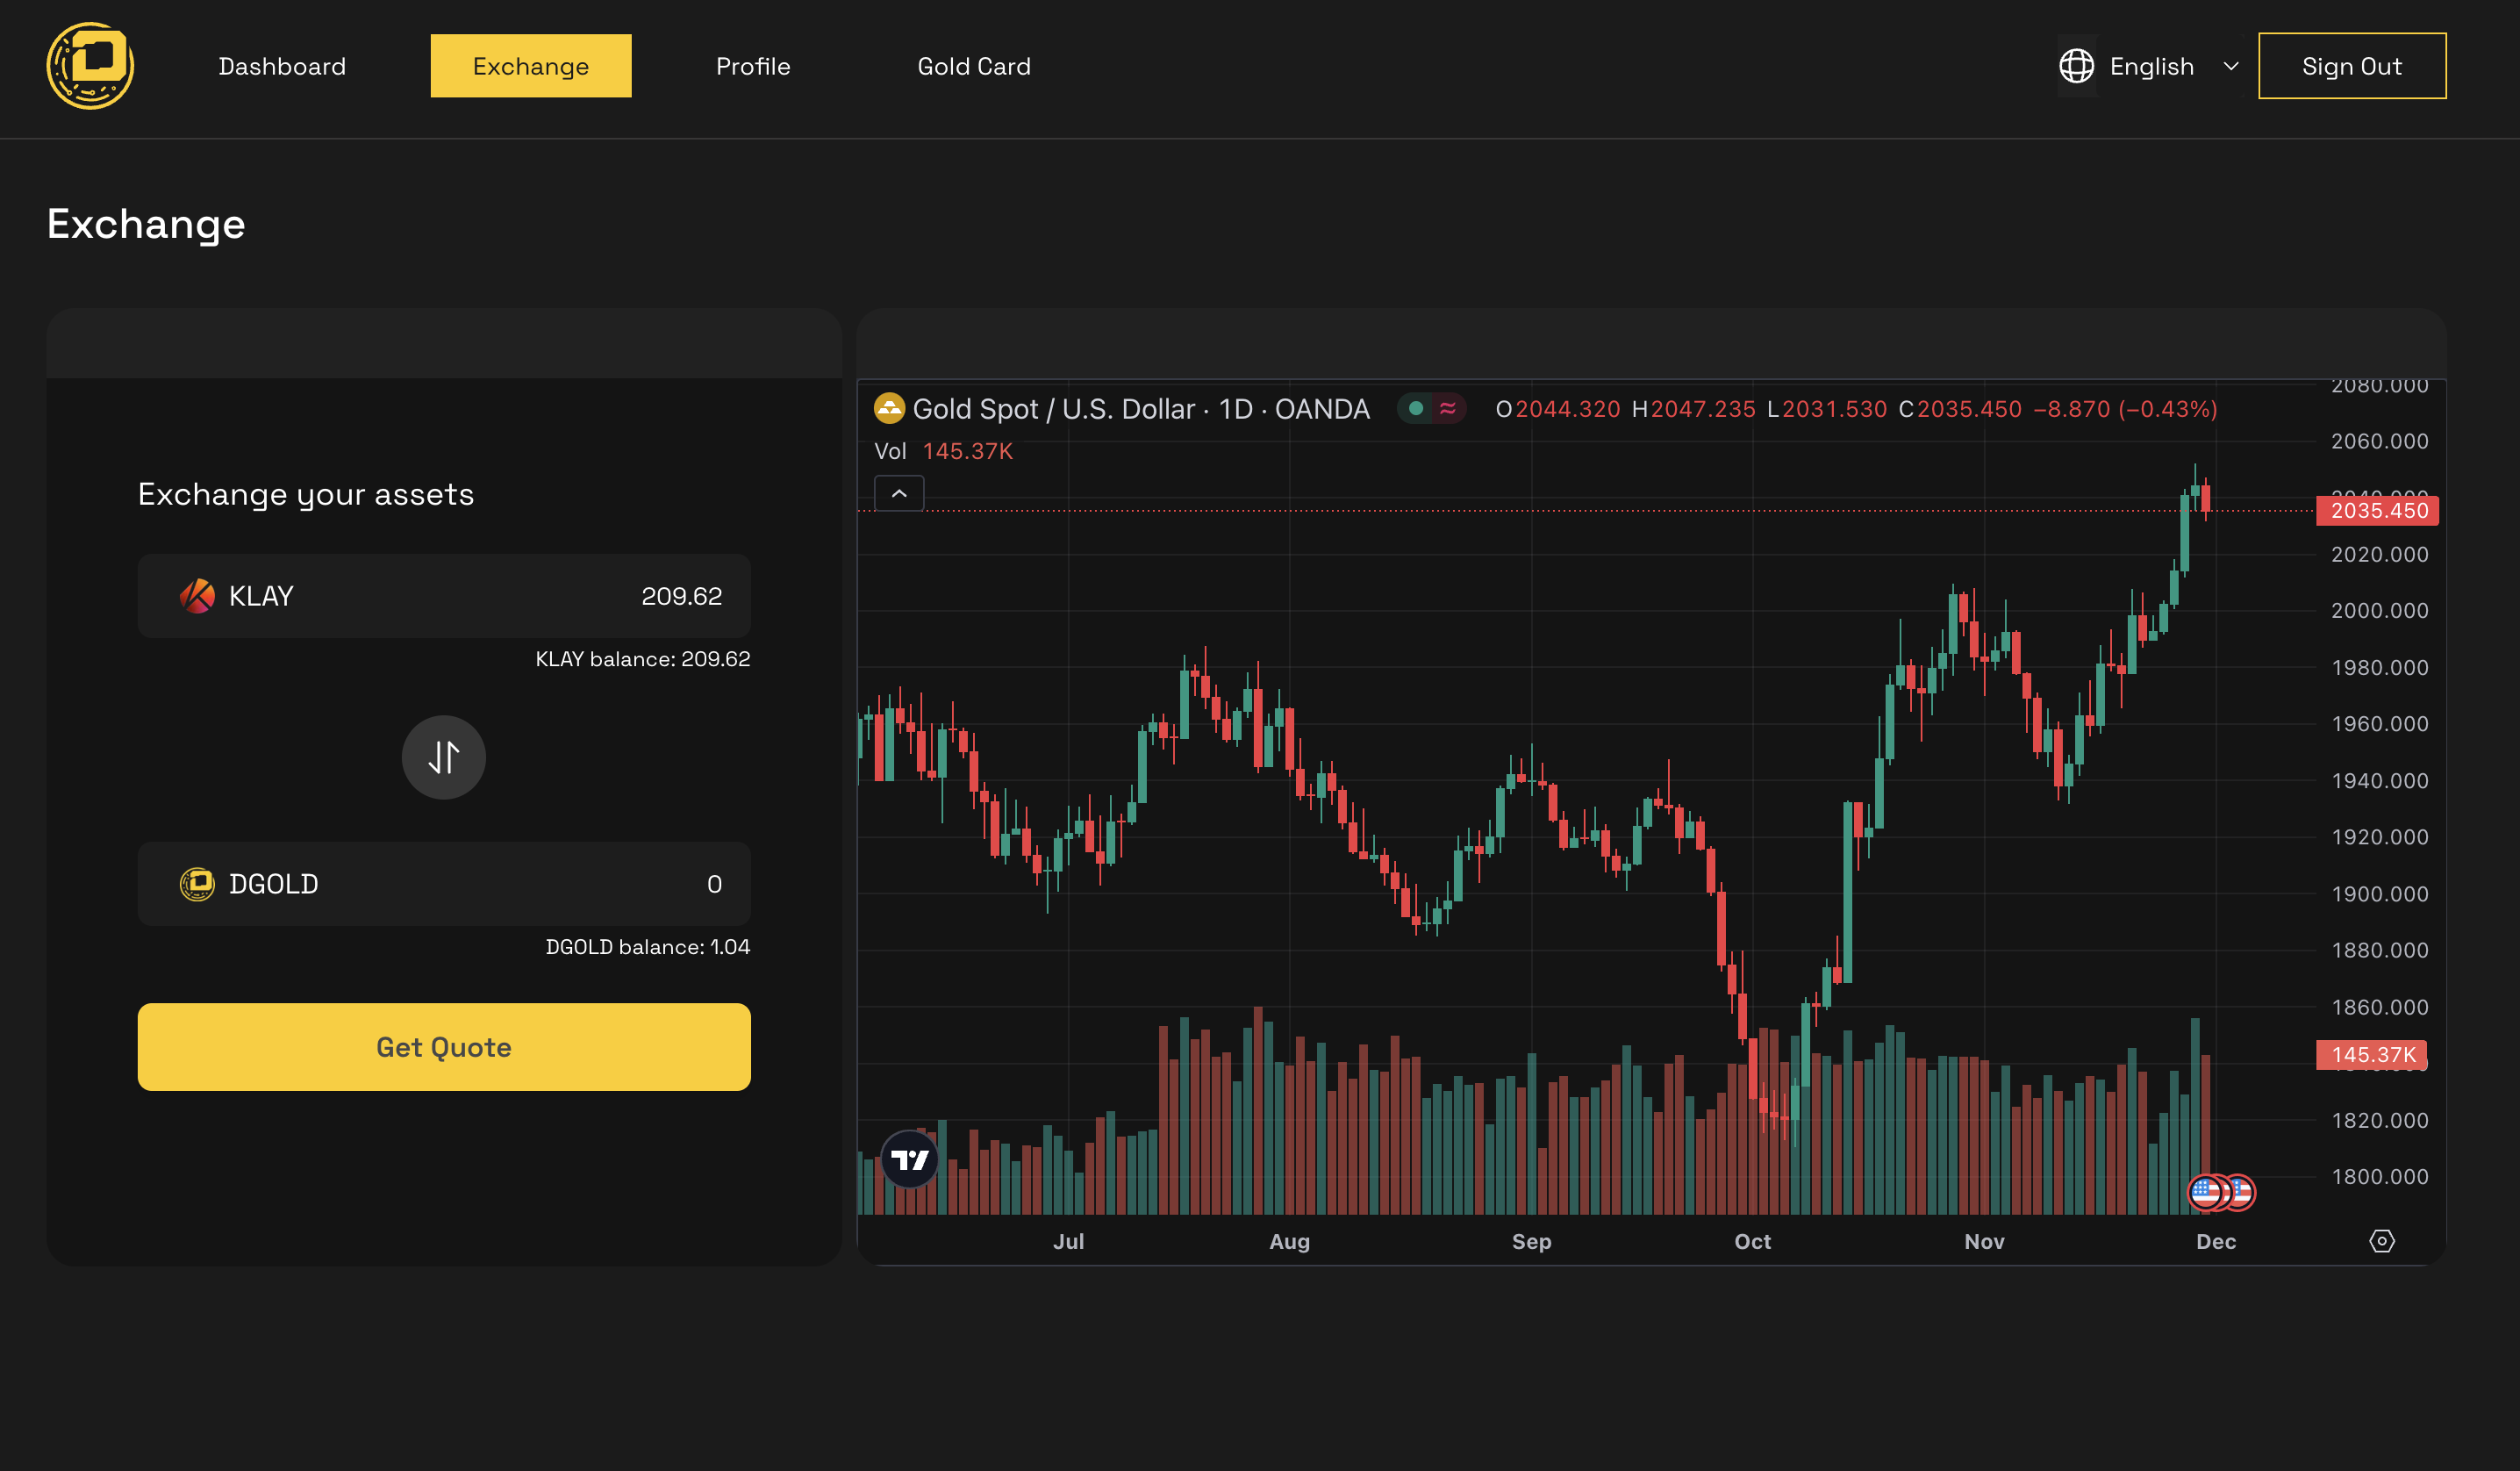 Dashboard Exchange Profile Gold Card English Sign Out
Exchange
Exchange your assets
KLAY 209.62
KLAY balance: 209.62
DGOLD 0
DGOLD balance: 1.04
Get Quote
Gold Spot / U.S. Dollar · 1D · OANDA O2044.320 H2047.235 L2031.530 C2035.450 −8.870 (−0.43%)
Vol 145.37K
2080.000
2060.000
2040.000
2035.450
2020.000
2000.000
1980.000
1960.000
1940.000
1920.000
1900.000
1880.000
1860.000
145.37K
1820.000
1800.000
Jul Aug Sep Oct Nov Dec